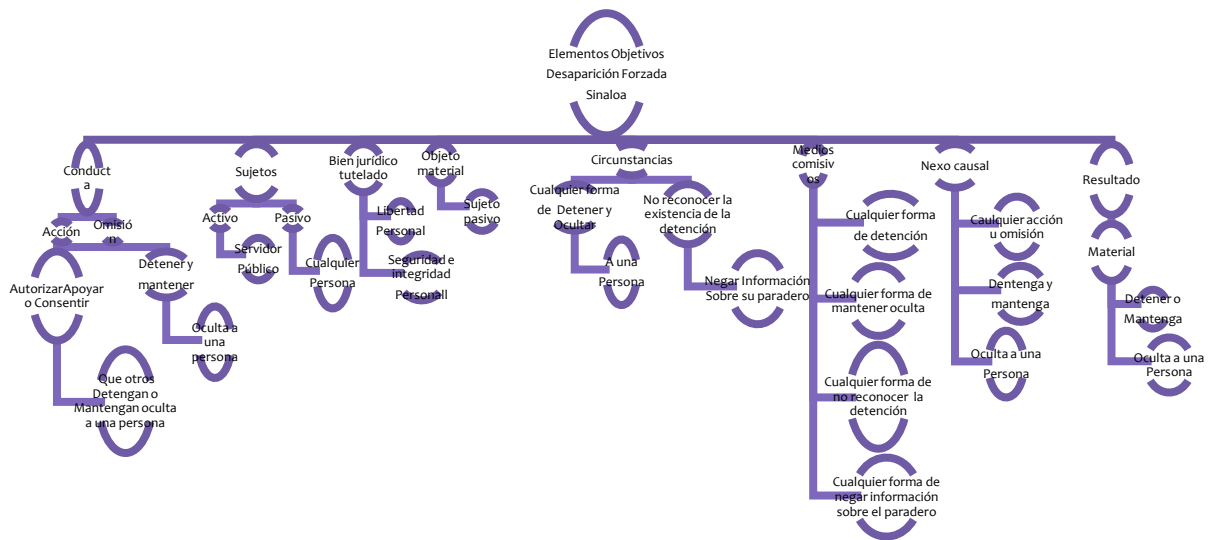 Elementos Objetivos
Desaparición Forzada
Sinaloa
Conduct
a
Acción
Omisió
n
AutorizarApoyar
o Consentir
Que otros
Detengan o
Mantengan oculta
a una persona
Detener y
mantener
Oculta a
una
persona
Sujetos
Activo
Servidor
Público
Pasivo
Cualquier
Persona
Bien jurídico
tutelado
Libertad
Personal
Seguridad e
integridad
Personall
Objeto
material
Sujeto
pasivo
Circunstancias
Cualquier forma
de Detener y
Ocultar
A una
Persona
No reconocer la
existencia de la
detención
Negar Información
Sobre su paradero
Medios
comisiv
os
Cualquier forma
de detención
Cualquier forma de
mantener oculta
Cualquier forma de
no reconocer la
detención
Cualquier forma de
negar información
sobre el paradero
Nexo causal
Caulquier acción
u omisión
Dentenga y
mantenga
Oculta a una
Persona
Resultado
Material
Detener o
Mantenga
Oculta a una
Persona